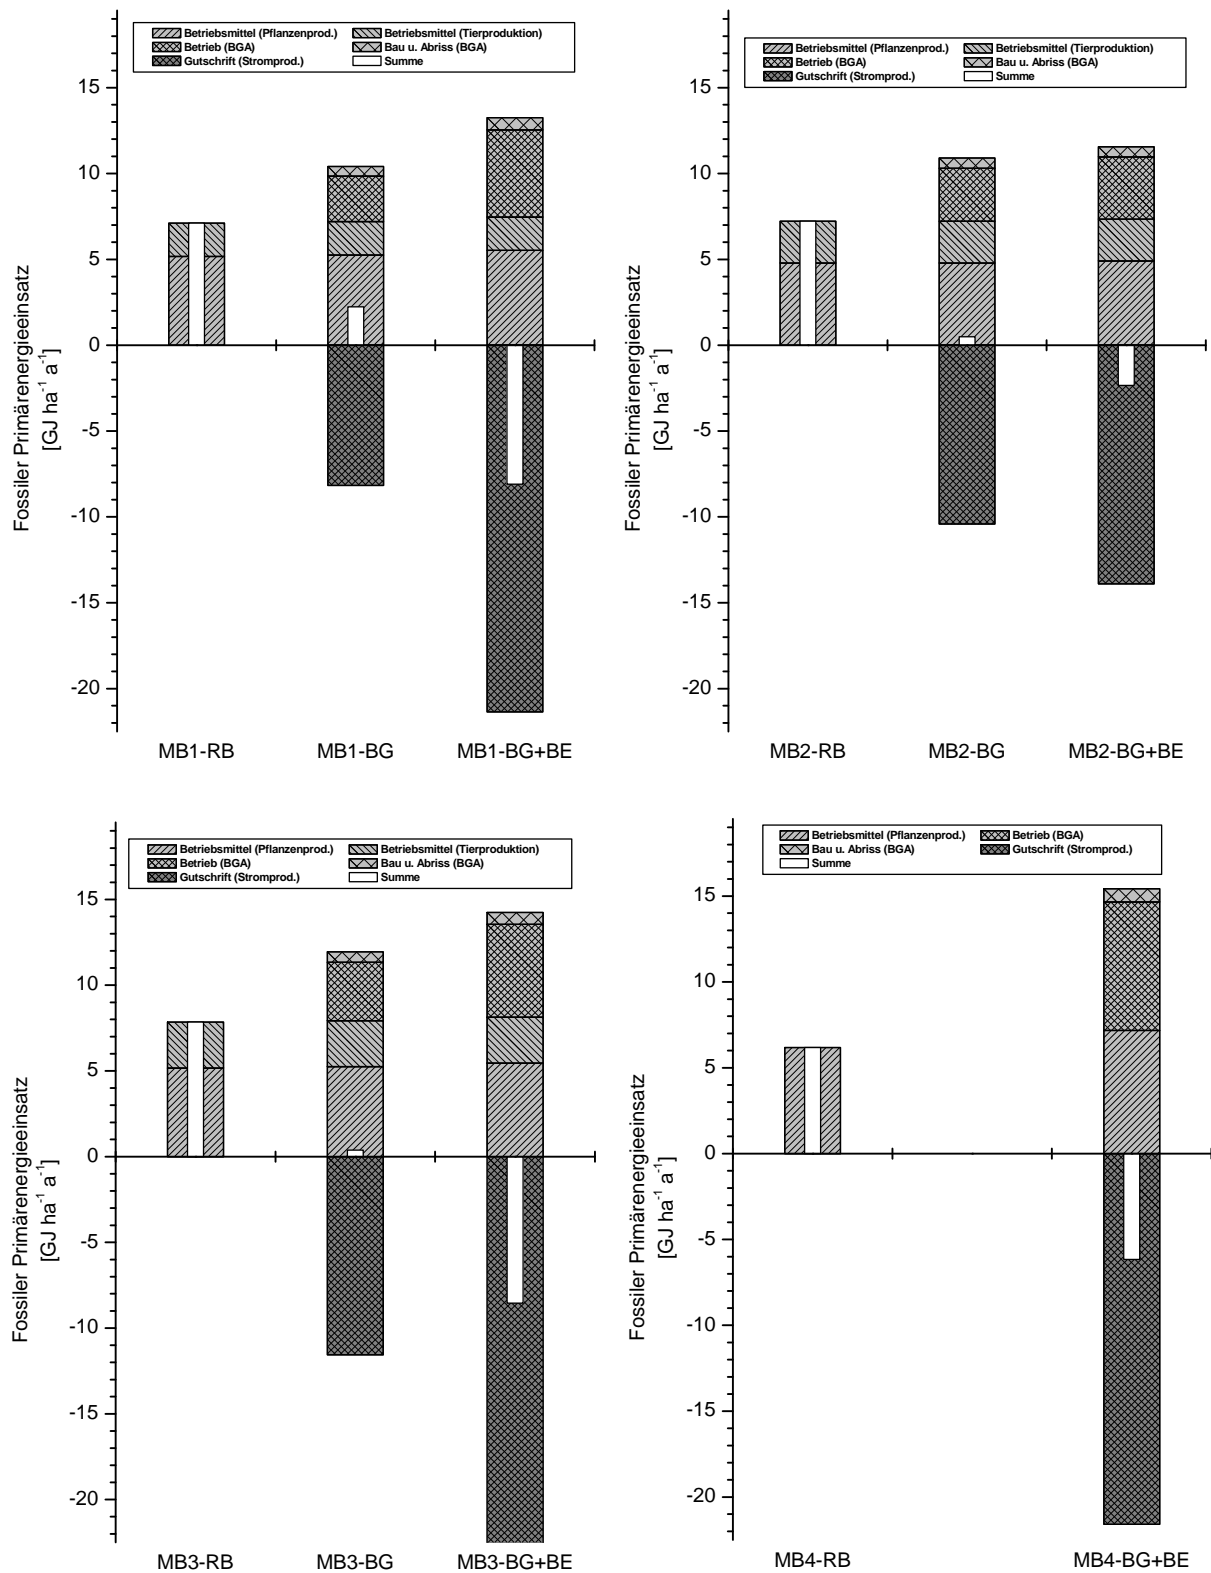 Betriebsmittel (Pflanzenprod.) Betriebsmittel (Tierproduktion)
Betrieb (BGA) Bau u. Abriss (BGA)
Gutschrift (Stromprod.) Summe
15
10
5
0
-5
-10
-15
-20
Fossiler Primärenergieeinsatz
[GJ ha⁻¹ a⁻¹]
MB1-RB MB1-BG MB1-BG+BE
Betriebsmittel (Pflanzenprod.) Betriebsmittel (Tierproduktion)
Betrieb (BGA) Bau u. Abriss (BGA)
Gutschrift (Stromprod.) Summe
15
10
5
0
-5
-10
-15
-20
Fossiler Primärenergieeinsatz
[GJ ha⁻¹ a⁻¹]
MB2-RB MB2-BG MB2-BG+BE
Betriebsmittel (Pflanzenprod.) Betriebsmittel (Tierproduktion)
Betrieb (BGA) Bau u. Abriss (BGA)
Gutschrift (Stromprod.) Summe
15
10
5
0
-5
-10
-15
-20
Fossiler Primärenergieeinsatz
[GJ ha⁻¹ a⁻¹]
MB3-RB MB3-BG MB3-BG+BE
Betriebsmittel (Pflanzenprod.) Betrieb (BGA)
Bau u. Abriss (BGA) Gutschrift (Stromprod.)
Summe
15
10
5
0
-5
-10
-15
-20
Fossiler Primärenergieeinsatz
[GJ ha⁻¹ a⁻¹]
MB4-RB MB4-BG+BE